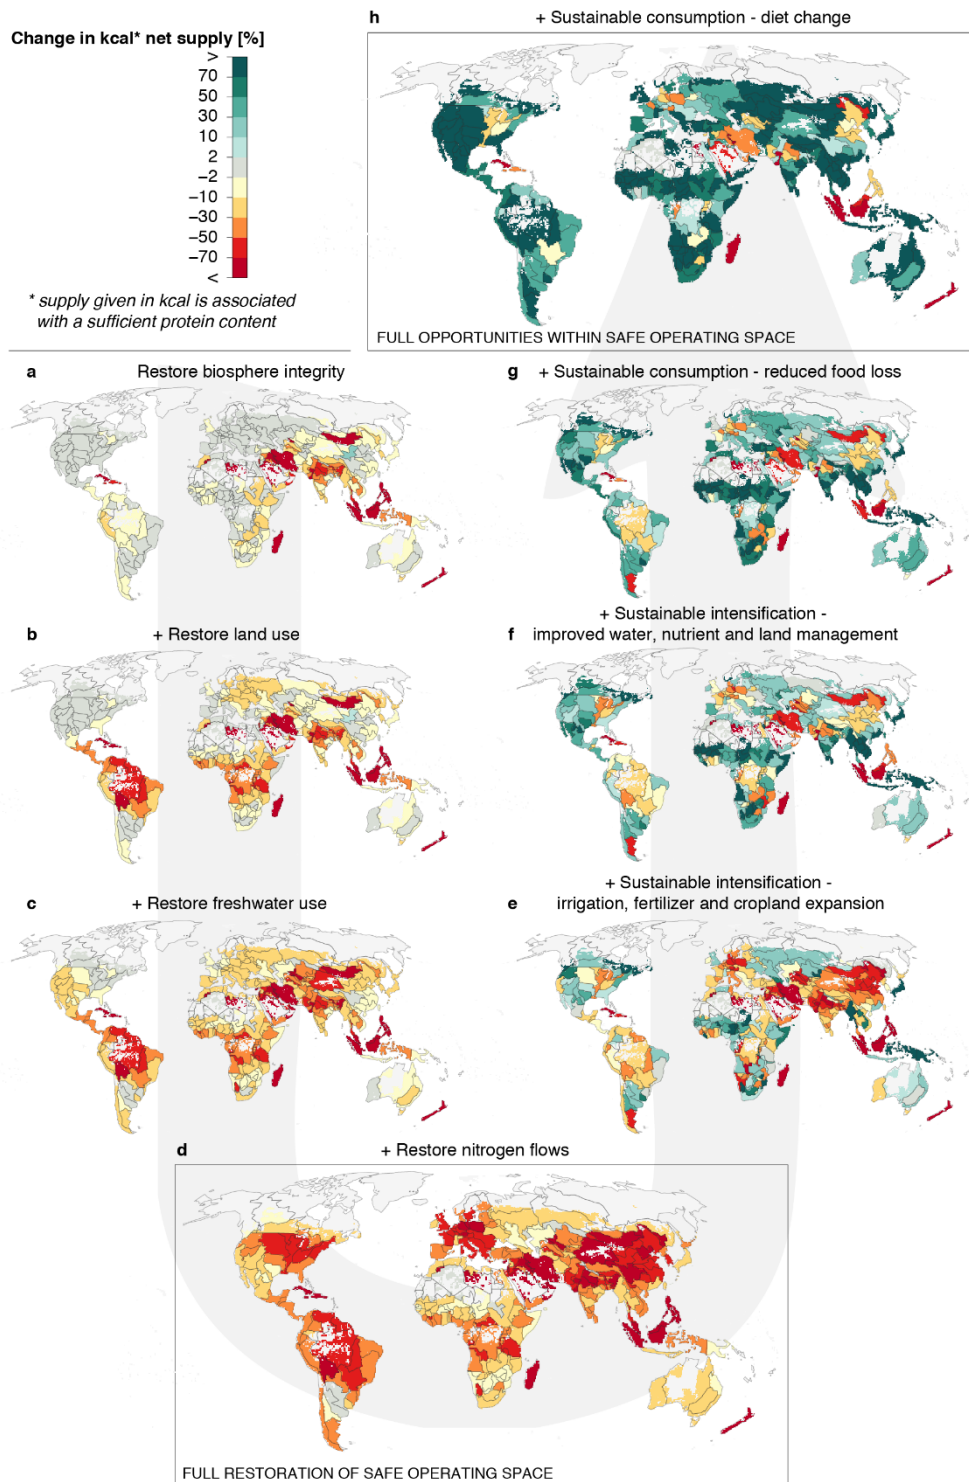 h + Sustainable consumption - diet change
Change in kcal* net supply [%]
>
70
50
30
10
2
−2
−10
−30
−50
−70
<
* supply given in kcal is associated
with a sufficient protein content
FULL OPPORTUNITIES WITHIN SAFE OPERATING SPACE
a Restore biosphere integrity
g + Sustainable consumption - reduced food loss
b + Restore land use
+ Sustainable intensification -
f improved water, nutrient and land management
c + Restore freshwater use
+ Sustainable intensification -
e irrigation, fertilizer and cropland expansion
d + Restore nitrogen flows
FULL RESTORATION OF SAFE OPERATING SPACE